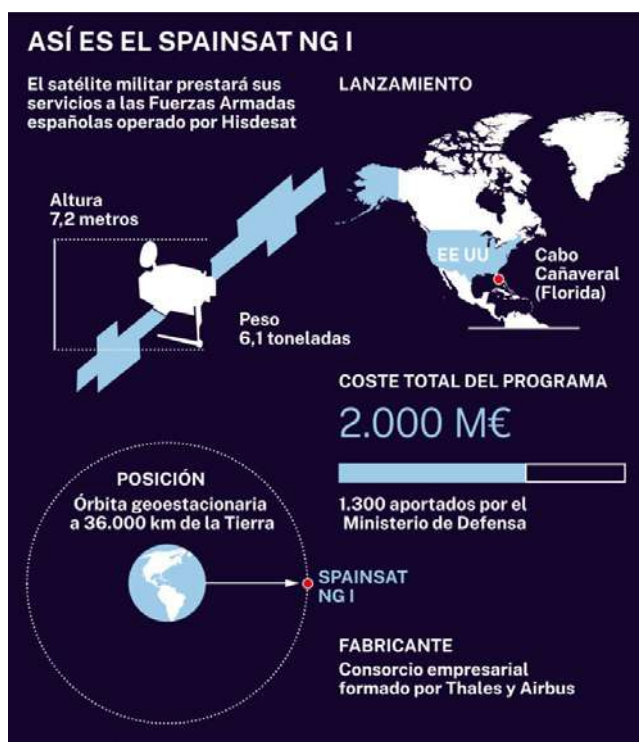 ASÍ ES EL SPAINSAT NG I
El satélite militar prestará sus
servicios a las Fuerzas Armadas
españolas operado por Hisdesat
Altura
7,2 metros
Peso
6,1 toneladas
LANZAMIENTO
EE UU
Cabo
Cañaveral
(Florida)
COSTE TOTAL DEL PROGRAMA
2.000 M€
1.300 aportados por el
Ministerio de Defensa
POSICIÓN
Órbita geoestacionaria
a 36.000 km de la Tierra
SPAINSAT
NG I
FABRICANTE
Consorcio empresarial
formado por Thales y Airbus